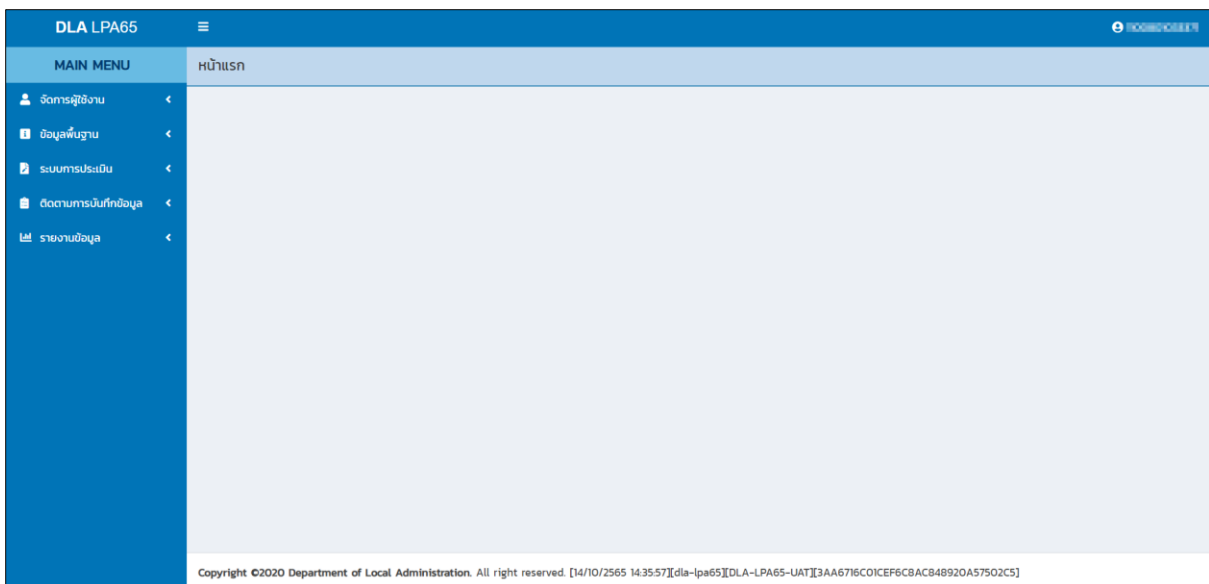 DLA LPA65
MAIN MENU
หน้าแรก
จัดการผู้ใช้งาน
ข้อมูลพื้นฐาน
ระบบการประเมิน
ติดตามการบันทึกข้อมูล
รายงานข้อมูล
Copyright ©2020 Department of Local Administration. All right reserved. [14/10/2565 14:35:57][dla-lpa65][DLA-LPA65-UAT][3AA6716C01CEF6C8AC848920A57502C5]